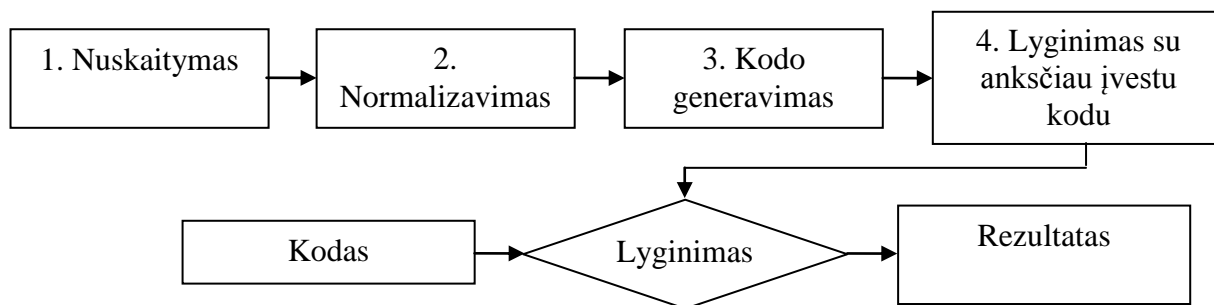 1. Nuskaitymas
2.
Normalizavimas
3. Kodo
generavimas
4. Lyginimas su
anksčiau įvestu
kodu
Kodas
Lyginimas
Rezultatas